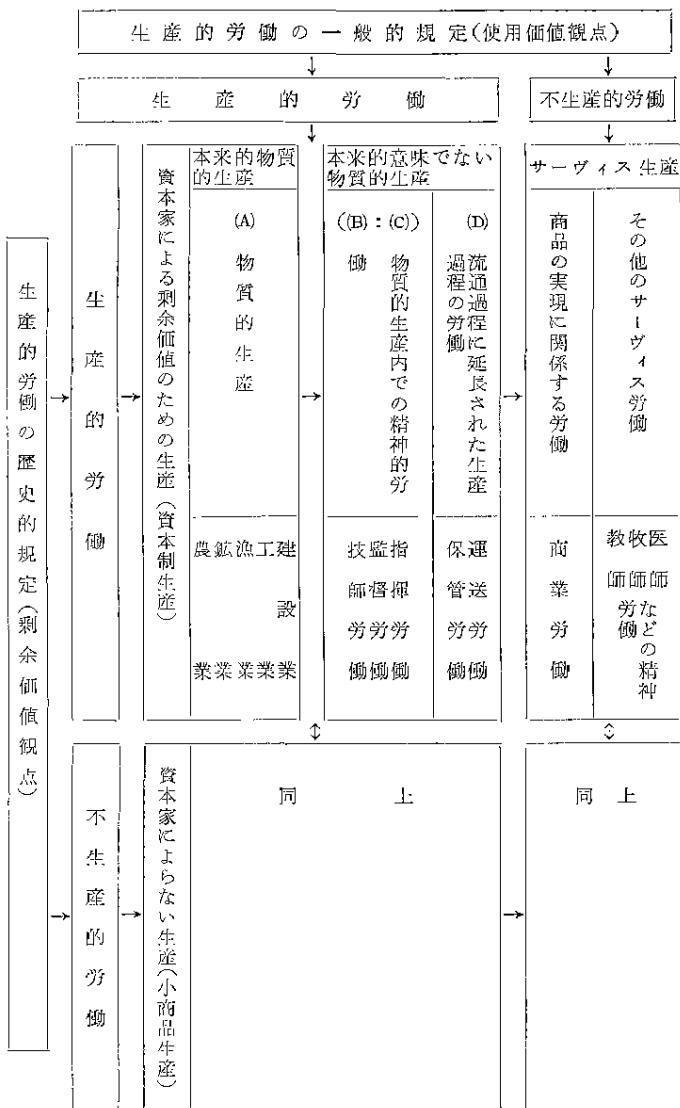 生産的労働の一般的規定(使用価値観点)
生産的労働
不生産的労働
生産的労働の歴史的規定(剰余価値観点)
生産的労働
資本家による剰余価値のための生産(資本制生産)
本来的物質
的生産
(A)
物質的生産
建設業
工業
漁業
鉱業
農業
本来的意味でない
物質的生産
((B):(C))
物質的生産内での精神的労
働
指揮労働
監督労働
技師労働
(D)
流通過程に延長された生産
過程の労働
運送労働
保管労働
サーヴィス生産
商品の実現に関係する労働
商業労働
その他のサーヴィス労働
医師
牧師
教師
などの精神
労働
不生産的労働
資本家によらない生産(小商品生産)
同上
同上